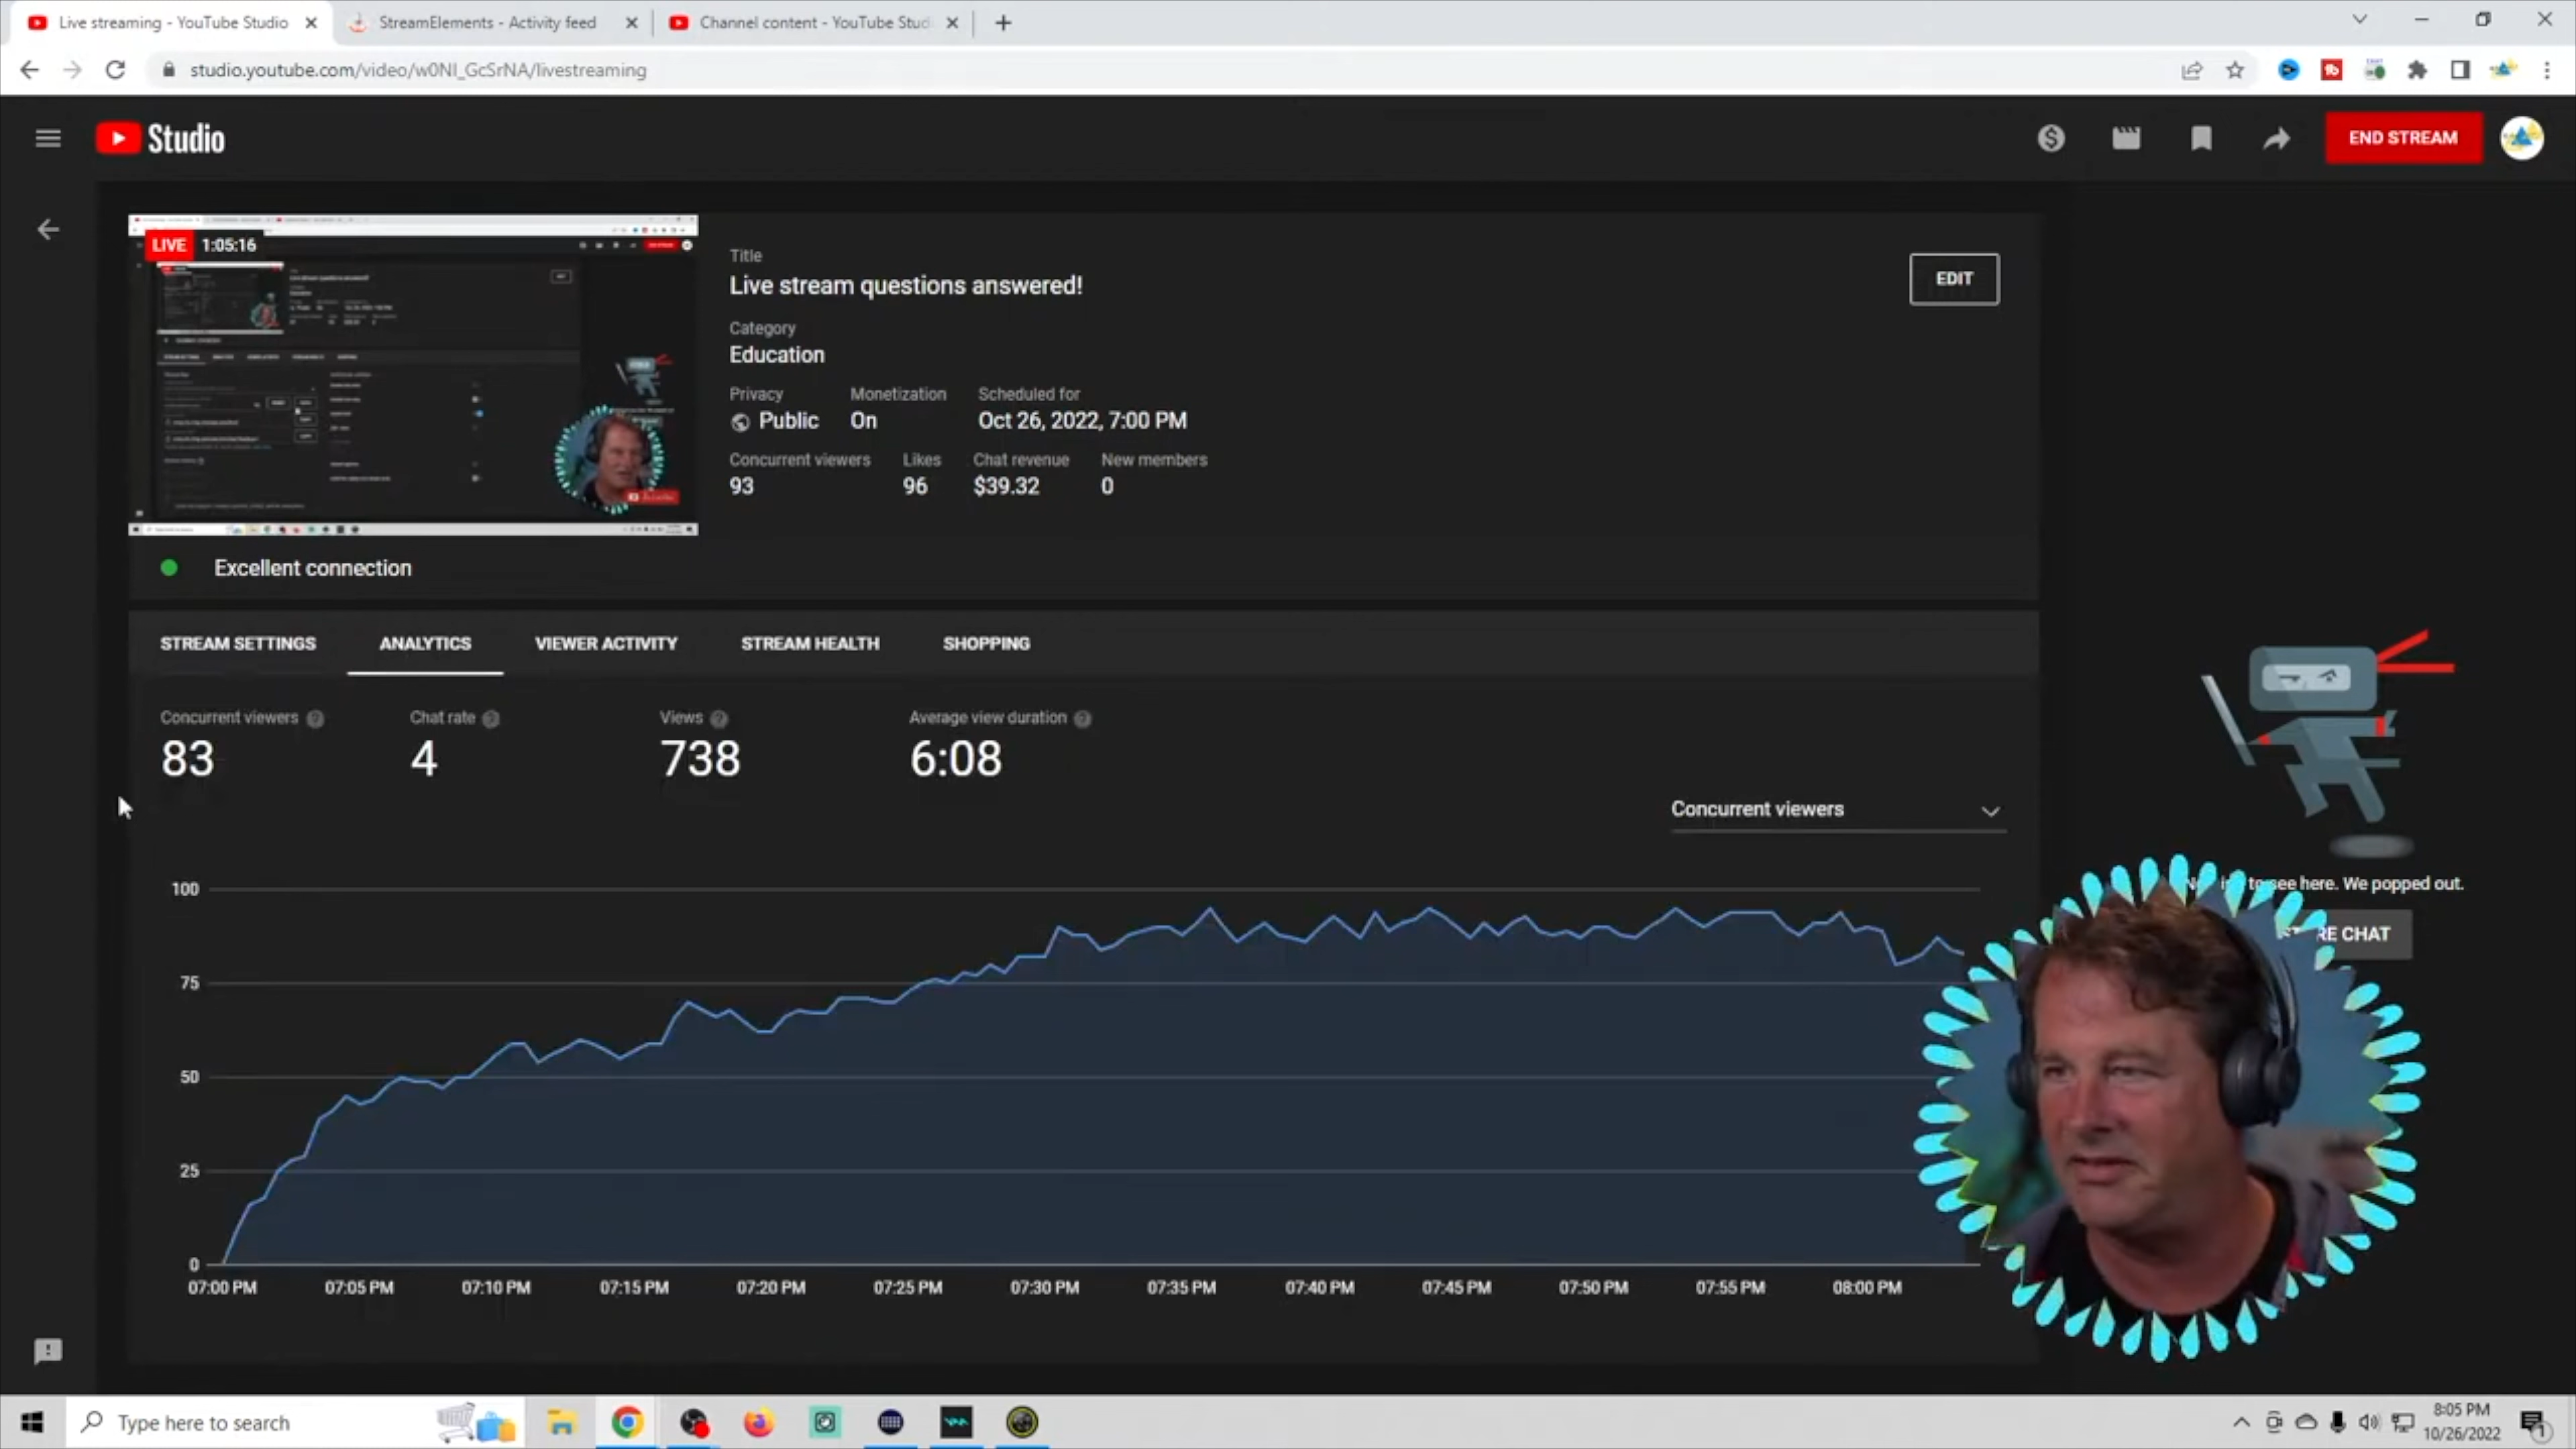 Live streaming - YouTube Studio
StreamElements - Activity feed
Channel content - YouTube Stud
studio.youtube.com/video/w0Nl_GcSrNA/livestreaming
Studio
END STREAM
LIVE 1:05:16
Title
Live stream questions answered!
EDIT
Category
Education
Privacy Monetization Scheduled for
Public On Oct 26, 2022, 7:00 PM
Concurrent viewers Likes Chat revenue New members
93 96 $39.32 0
Excellent connection
STREAM SETTINGS ANALYTICS VIEWER ACTIVITY STREAM HEALTH SHOPPING
Concurrent viewers Chat rate Views Average view duration
83 4 738 6:08
Concurrent viewers
100
75
50
25
0
07:00 PM 07:05 PM 07:10 PM 07:15 PM 07:20 PM 07:25 PM 07:30 PM 07:35 PM 07:40 PM 07:45 PM 07:50 PM 07:55 PM 08:00 PM
to see here. We popped out.
CHAT
Type here to search
8:05 PM
10/26/2022
1